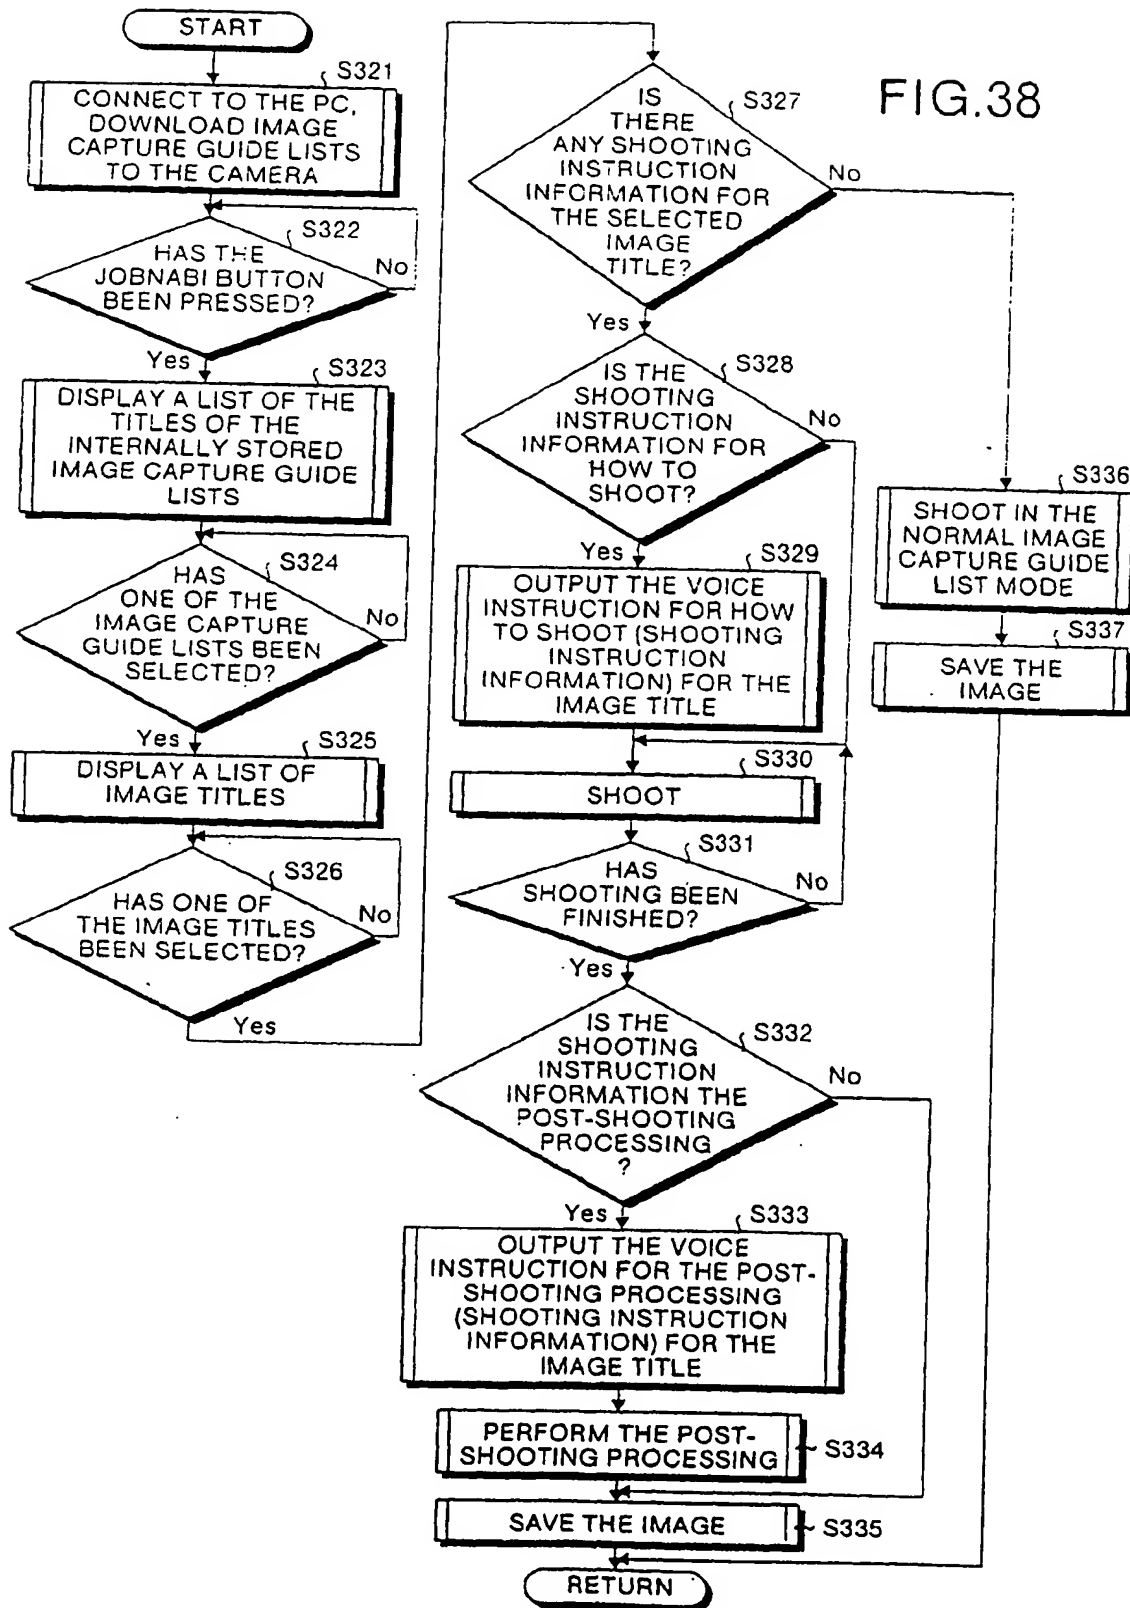 FIG.38
START
S321
CONNECT TO THE PC,
DOWNLOAD IMAGE
CAPTURE GUIDE LISTS
TO THE CAMERA
S322
HAS THE
JOBNABI BUTTON
BEEN PRESSED?
No
Yes
S323
DISPLAY A LIST OF THE
TITLES OF THE
INTERNALLY STORED
IMAGE CAPTURE GUIDE
LISTS
S324
HAS
ONE OF THE
IMAGE CAPTURE
GUIDE LISTS BEEN
SELECTED?
No
Yes
S325
DISPLAY A LIST OF
IMAGE TITLES
S326
HAS ONE OF
THE IMAGE TITLES
BEEN SELECTED?
No
Yes
S327
IS
THERE
ANY SHOOTING
INSTRUCTION
INFORMATION FOR
THE SELECTED
IMAGE
TITLE?
No
Yes
S328
IS THE
SHOOTING
INSTRUCTION
INFORMATION FOR
HOW TO
SHOOT?
No
Yes
S329
OUTPUT THE VOICE
INSTRUCTION FOR HOW
TO SHOOT (SHOOTING
INSTRUCTION
INFORMATION) FOR THE
IMAGE TITLE
S330
SHOOT
S331
HAS
SHOOTING BEEN
FINISHED?
No
Yes
S332
IS THE
SHOOTING
INSTRUCTION
INFORMATION THE
POST-SHOOTING
PROCESSING
?
No
Yes
S333
OUTPUT THE VOICE
INSTRUCTION FOR THE POST-
SHOOTING PROCESSING
(SHOOTING INSTRUCTION
INFORMATION) FOR THE
IMAGE TITLE
PERFORM THE POST-
SHOOTING PROCESSING
S334
SAVE THE IMAGE
S335
RETURN
S336
SHOOT IN THE
NORMAL IMAGE
CAPTURE GUIDE
LIST MODE
S337
SAVE THE
IMAGE